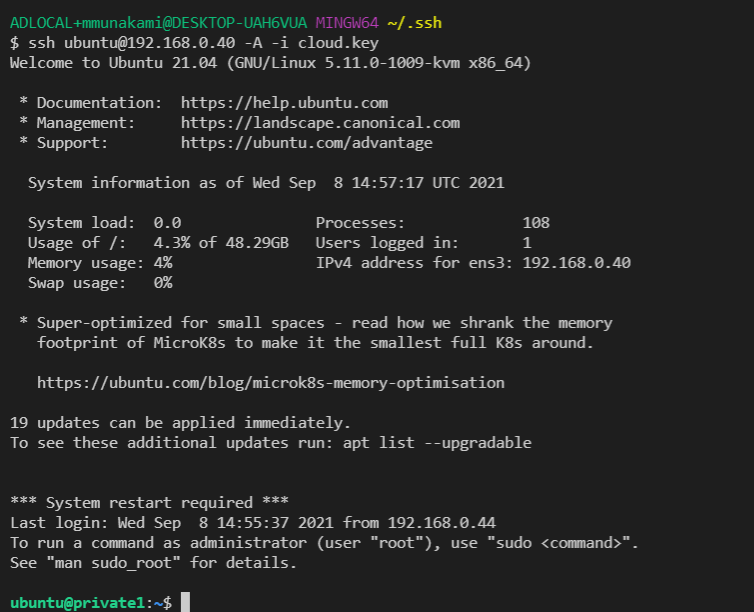 ADLOCAL+mmunakami@DESKTOP-UAH6VUA MINGW64 ~/.ssh
$ ssh ubuntu@192.168.0.40 -A -i cloud.key
Welcome to Ubuntu 21.04 (GNU/Linux 5.11.0-1009-kvm x86_64)

 * Documentation:  https://help.ubuntu.com
 * Management:     https://landscape.canonical.com
 * Support:        https://ubuntu.com/advantage

  System information as of Wed Sep  8 14:57:17 UTC 2021

  System load:  0.0               Processes:             108
  Usage of /:   4.3% of 48.29GB   Users logged in:       1
  Memory usage: 4%                IPv4 address for ens3: 192.168.0.40
  Swap usage:   0%

 * Super-optimized for small spaces - read how we shrank the memory
   footprint of MicroK8s to make it the smallest full K8s around.

   https://ubuntu.com/blog/microk8s-memory-optimisation

19 updates can be applied immediately.
To see these additional updates run: apt list --upgradable


*** System restart required ***
Last login: Wed Sep  8 14:55:37 2021 from 192.168.0.44
To run a command as administrator (user "root"), use "sudo <command>".
See "man sudo_root" for details.

ubuntu@private1:~$